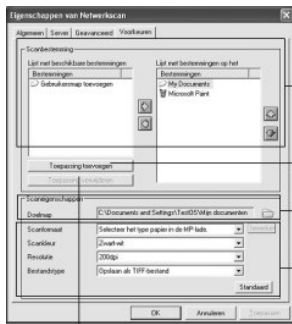 Eigenschappen van Netwerkscan
Algemeen Server Geavanceerd Voorkeuren
Scanbestemming
Lijst met beschikbare bestemmingen
Bestemmingen
Gebruikersmap toevoegen
Lijst met bestemmingen op het
Bestemmingen
My Documents
Microsoft Paint
Toepassing toevoegen
Toepassing verwijderen
Scaneigenschappen
Doelmap C:\Documents and Settings\TestOS\Mijn documenten
Scanformaat Selecteer het type papier in de MP-lade.
Scankleur Zwart-wit
Resolutie 200dpi
Bestandstype Opslaan als TIFF-bestand
Standaard
OK Annuleren Toepassen